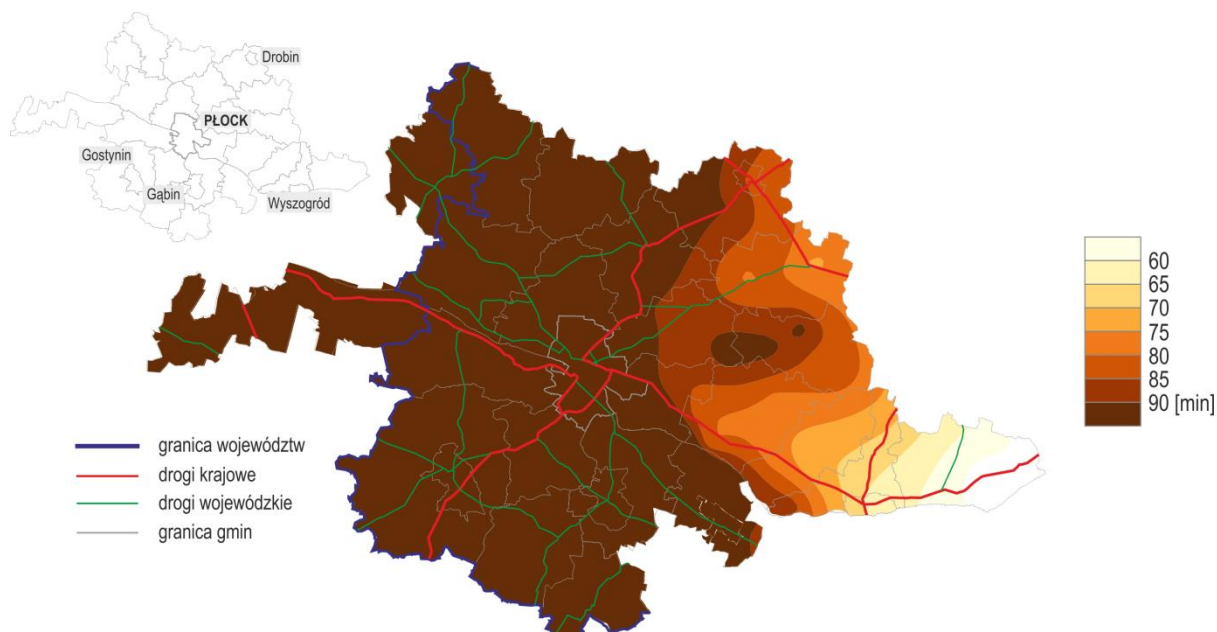 Drobin
PŁOCK
Gostynin
Gąbin
Wyszogród
60
65
70
75
80
85
90 [min]
granica województw
drogi krajowe
drogi wojewódzkie
granica gmin